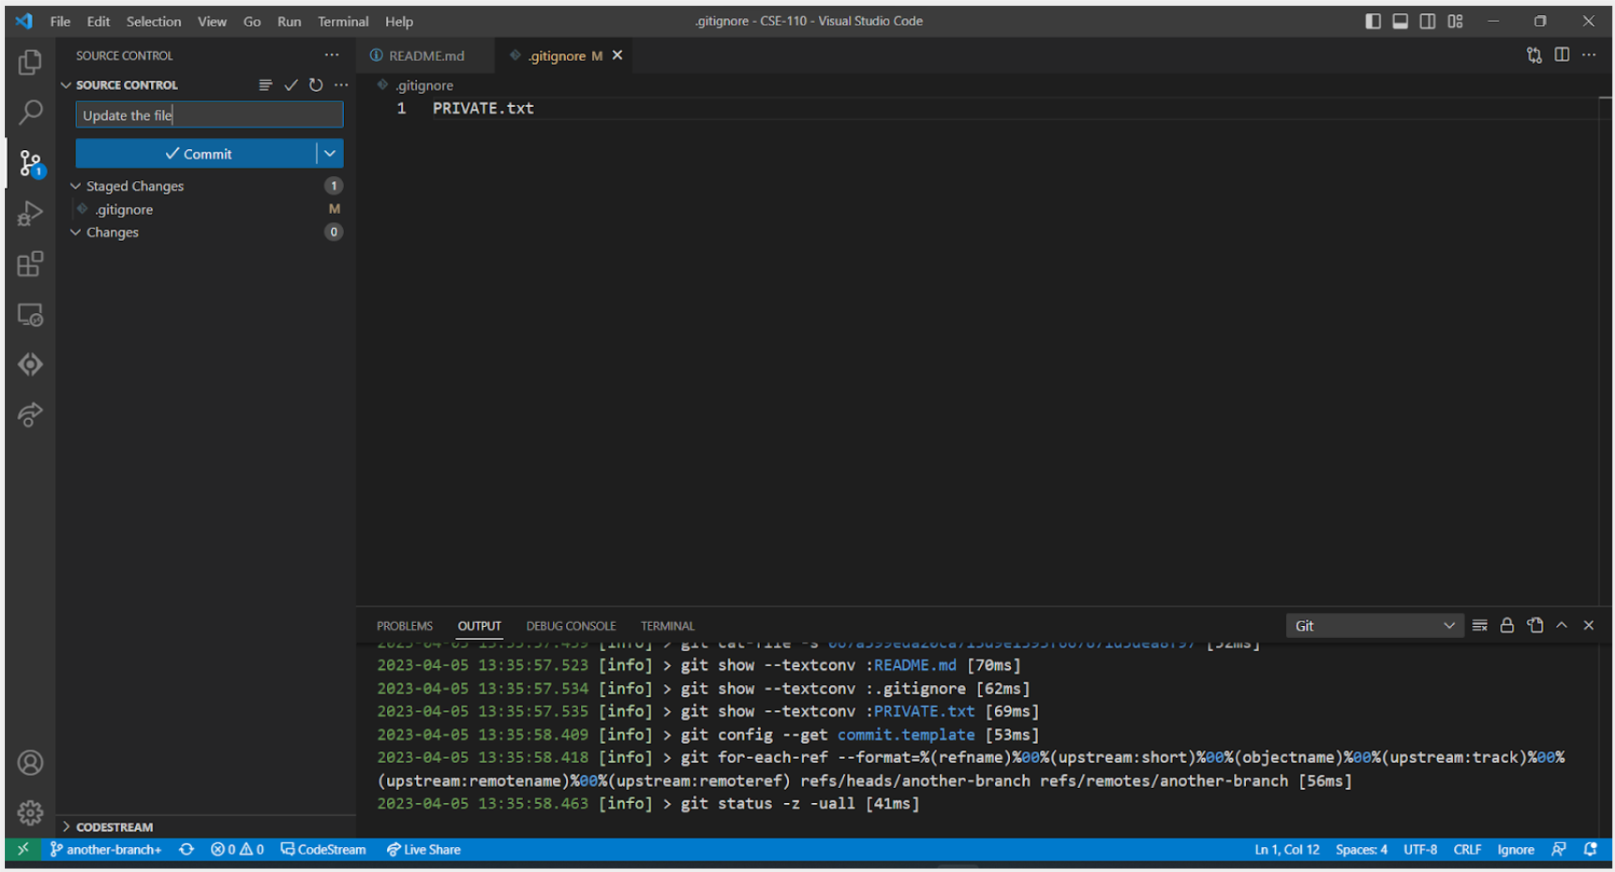 File Edit Selection View Go Run Terminal Help
.gitignore - CSE-110 - Visual Studio Code
SOURCE CONTROL
README.md
.gitignore M
SOURCE CONTROL
.gitignore
Update the file
1 PRIVATE.txt
Commit
1
Staged Changes 1
.gitignore M
Changes 0
PROBLEMS OUTPUT DEBUG CONSOLE TERMINAL
Git
2023-04-05 13:35:57.523 [info] > git show --textconv :README.md [70ms]
2023-04-05 13:35:57.534 [info] > git show --textconv :.gitignore [62ms]
2023-04-05 13:35:57.535 [info] > git show --textconv :PRIVATE.txt [69ms]
2023-04-05 13:35:58.409 [info] > git config --get commit.template [53ms]
2023-04-05 13:35:58.418 [info] > git for-each-ref --format=%(refname)%00%(upstream:short)%00%(objectname)%00%(upstream:track)%00%
(upstream:remotename)%00%(upstream:remoteref) refs/heads/another-branch refs/remotes/another-branch [56ms]
2023-04-05 13:35:58.463 [info] > git status -z -uall [41ms]
CODESTREAM
another-branch+ 0 0 CodeStream Live Share
Ln 1, Col 12 Spaces: 4 UTF-8 CRLF Ignore